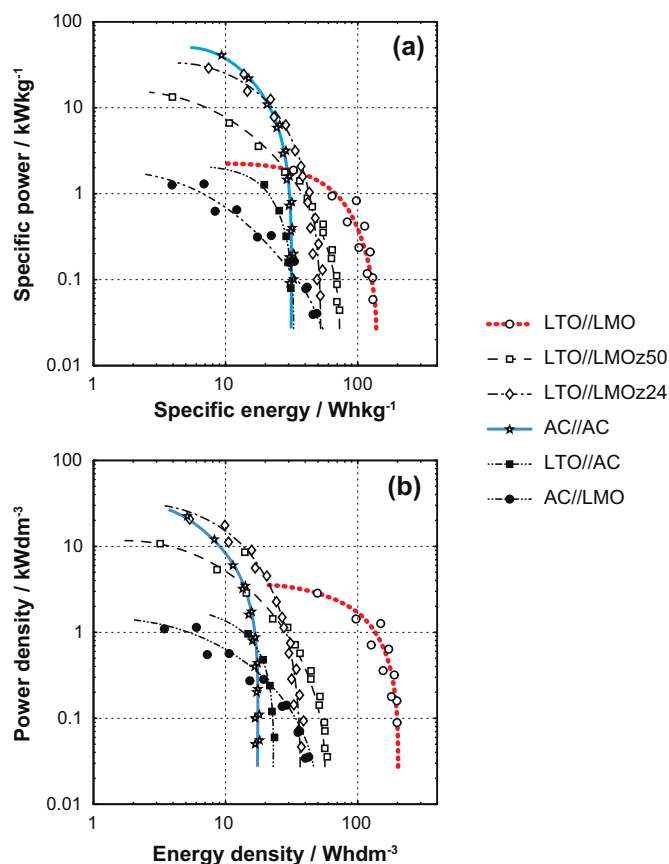 (a)
Specific power / kWkg⁻¹
100
10
1
0.1
0.01
1
10
100
Specific energy / Whkg⁻¹
LTO//LMO
LTO//LMOz50
LTO//LMOz24
AC//AC
LTO//AC
AC//LMO
(b)
Power density / kWdm⁻³
100
10
1
0.1
0.01
1
10
100
Energy density / Whdm⁻³